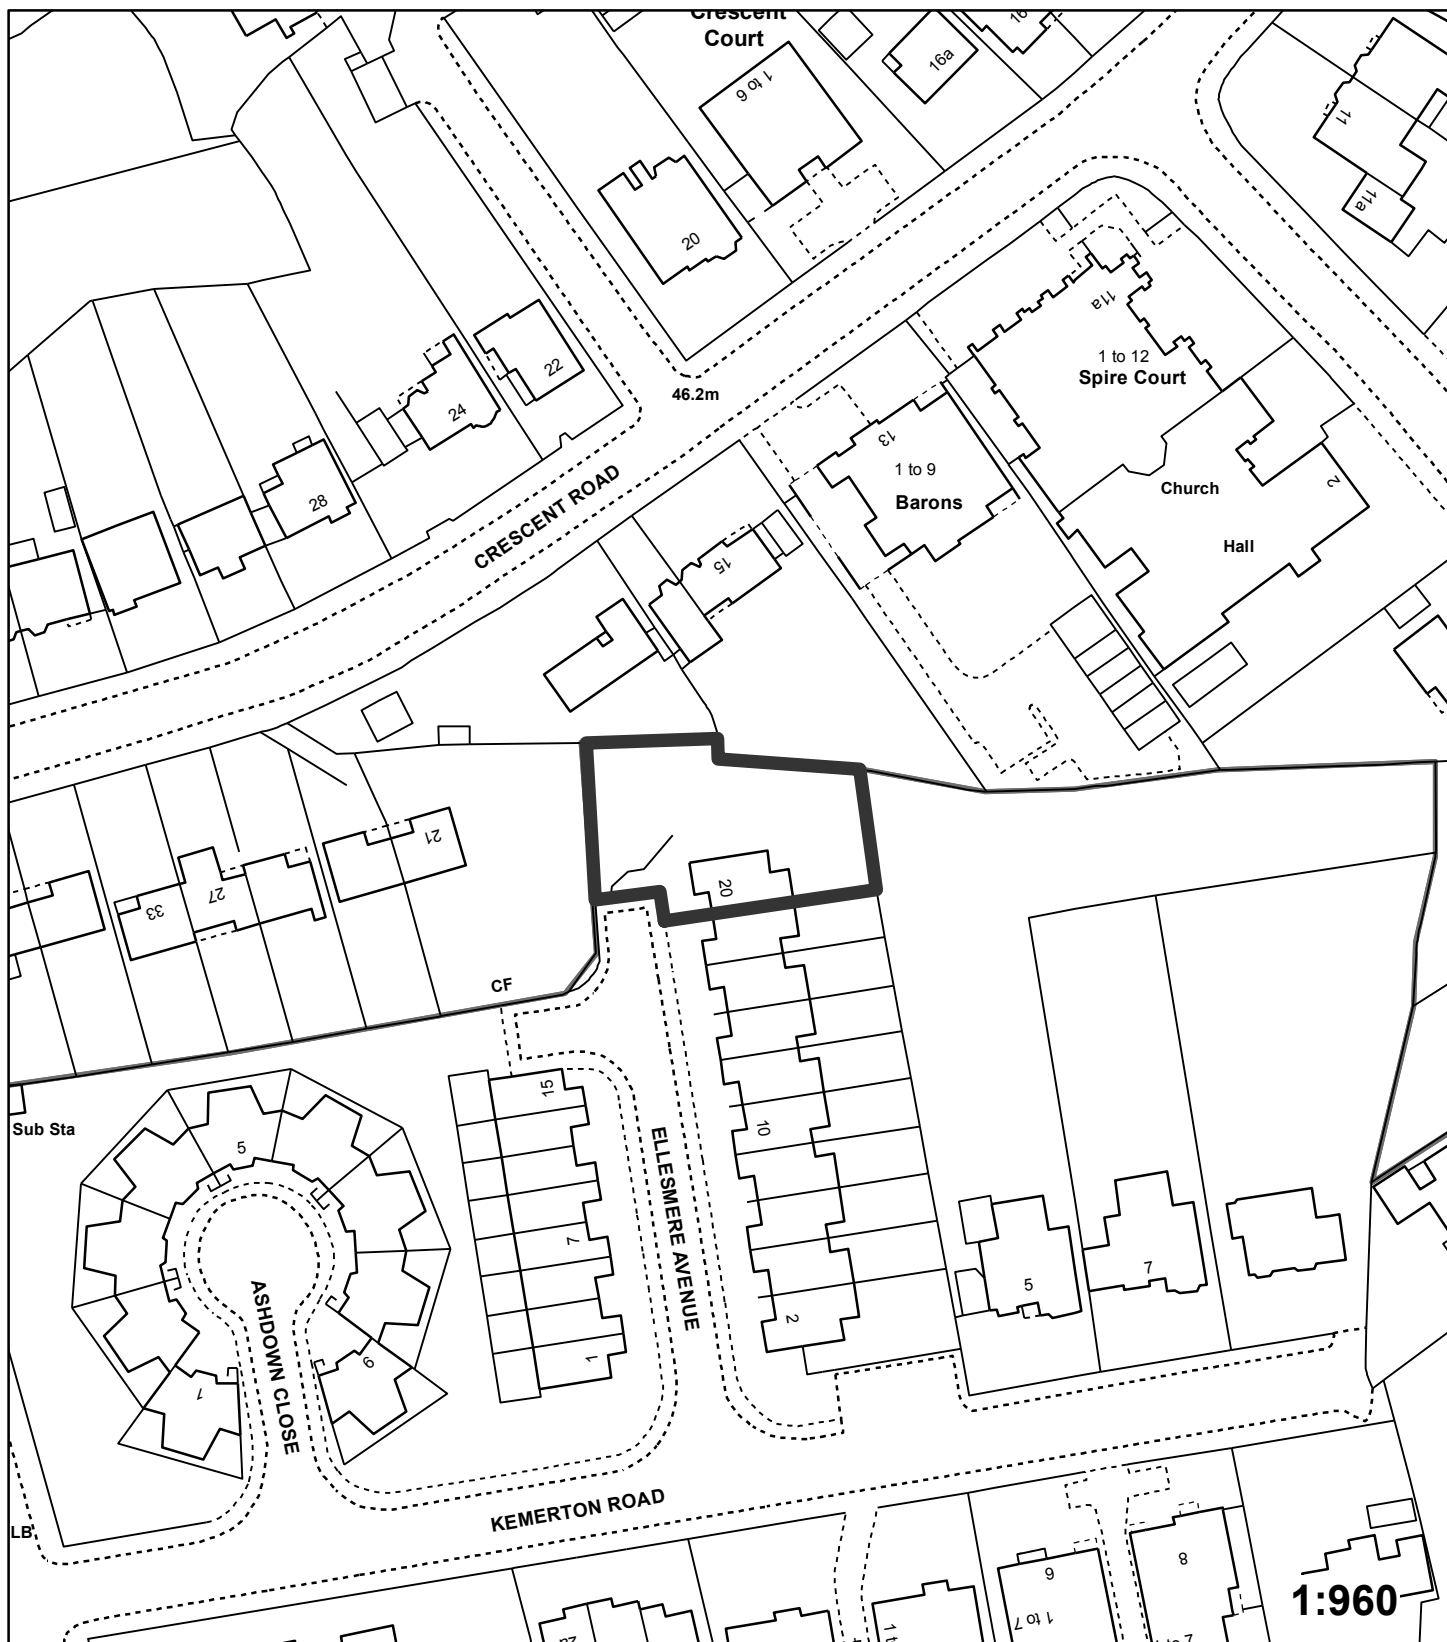 Crescent
Court
1 to 6
16a
16
11
11a
20
11a
1 to 12
Spire Court
22
46.2m
24
13
1 to 9
Barons
Church
2
Hall
28
CRESCENT ROAD
15
21
27
33
20
CF
Sub Sta
5
15
10
ELLESMERE AVENUE
7
ASHDOWN CLOSE
5
7
2
1
1
9
KEMERTON ROAD
LB
8
6
1 to 7
1:960